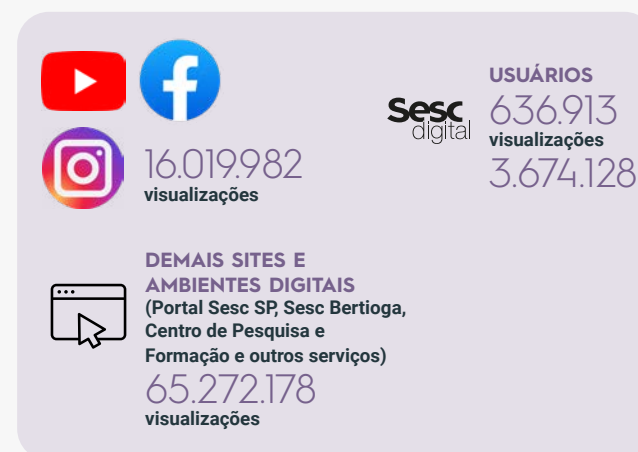 16.019.982
visualizações
Sesc
digital
USUÁRIOS
636.913
visualizações
3.674.128
DEMAIS SITES E
AMBIENTES DIGITAIS
(Portal Sesc SP, Sesc Bertioga,
Centro de Pesquisa e
Formação e outros serviços)
65.272.178
visualizações